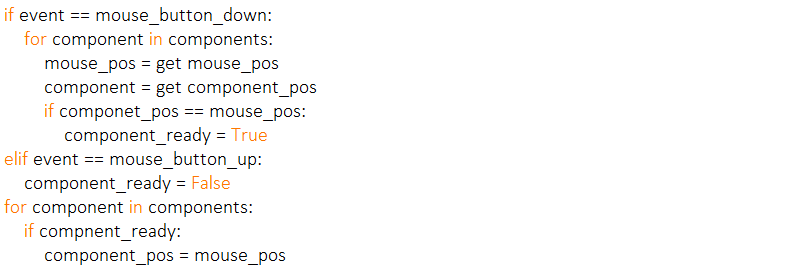 if event == mouse_button_down:
for component in components:
mouse_pos = get mouse_pos
component = get component_pos
if componet_pos == mouse_pos:
component_ready = True
elif event == mouse_button_up:
component_ready = False
for component in components:
if compnent_ready:
component_pos = mouse_pos